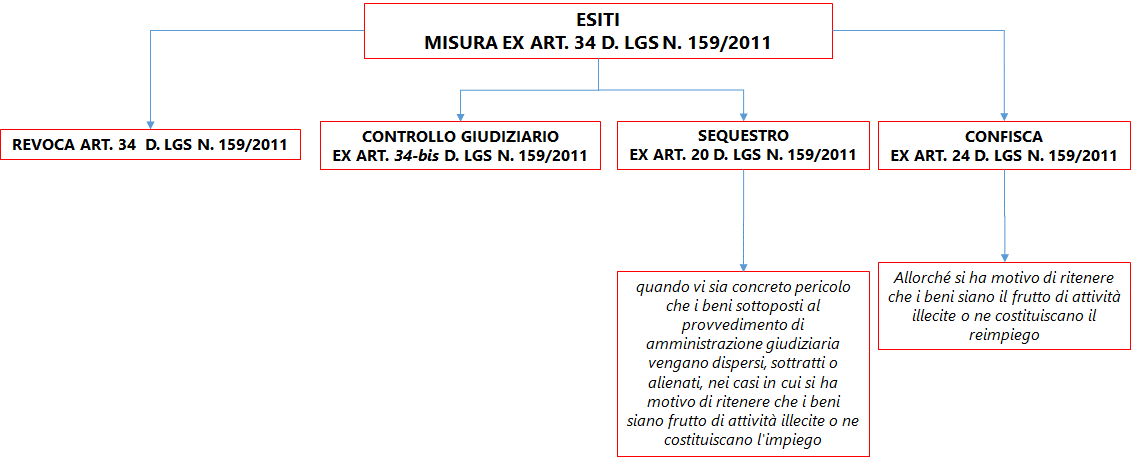 ESITI
MISURA EX ART. 34 D. LGS N. 159/2011
REVOCA ART. 34 D. LGS N. 159/2011
CONTROLLO GIUDIZIARIO
EX ART. 34-bis D. LGS N. 159/2011
SEQUESTRO
EX ART. 20 D. LGS N. 159/2011
CONFISCA
EX ART. 24 D. LGS N. 159/2011
quando vi sia concreto pericolo
che i beni sottoposti al
provvedimento di
amministrazione giudiziaria
vengano dispersi, sottratti o
alienati, nei casi in cui si ha
motivo di ritenere che i beni
siano frutto di attività illecite o ne
costituiscano l'impiego
Allorché si ha motivo di ritenere
che i beni siano il frutto di attività
illecite o ne costituiscano il
reimpiego